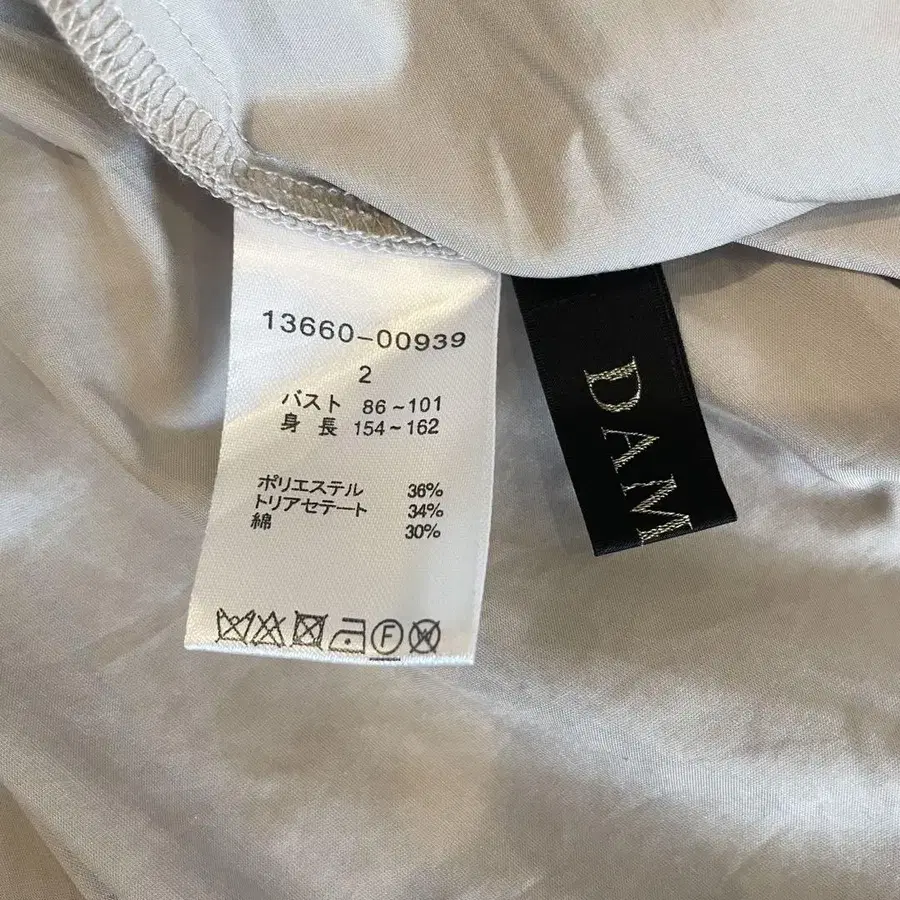 13660-00939
2
バスト 86~101
身長 154~162
ポリエステル 36%
トリアセテート 34%
綿 30%
F
W
DAM